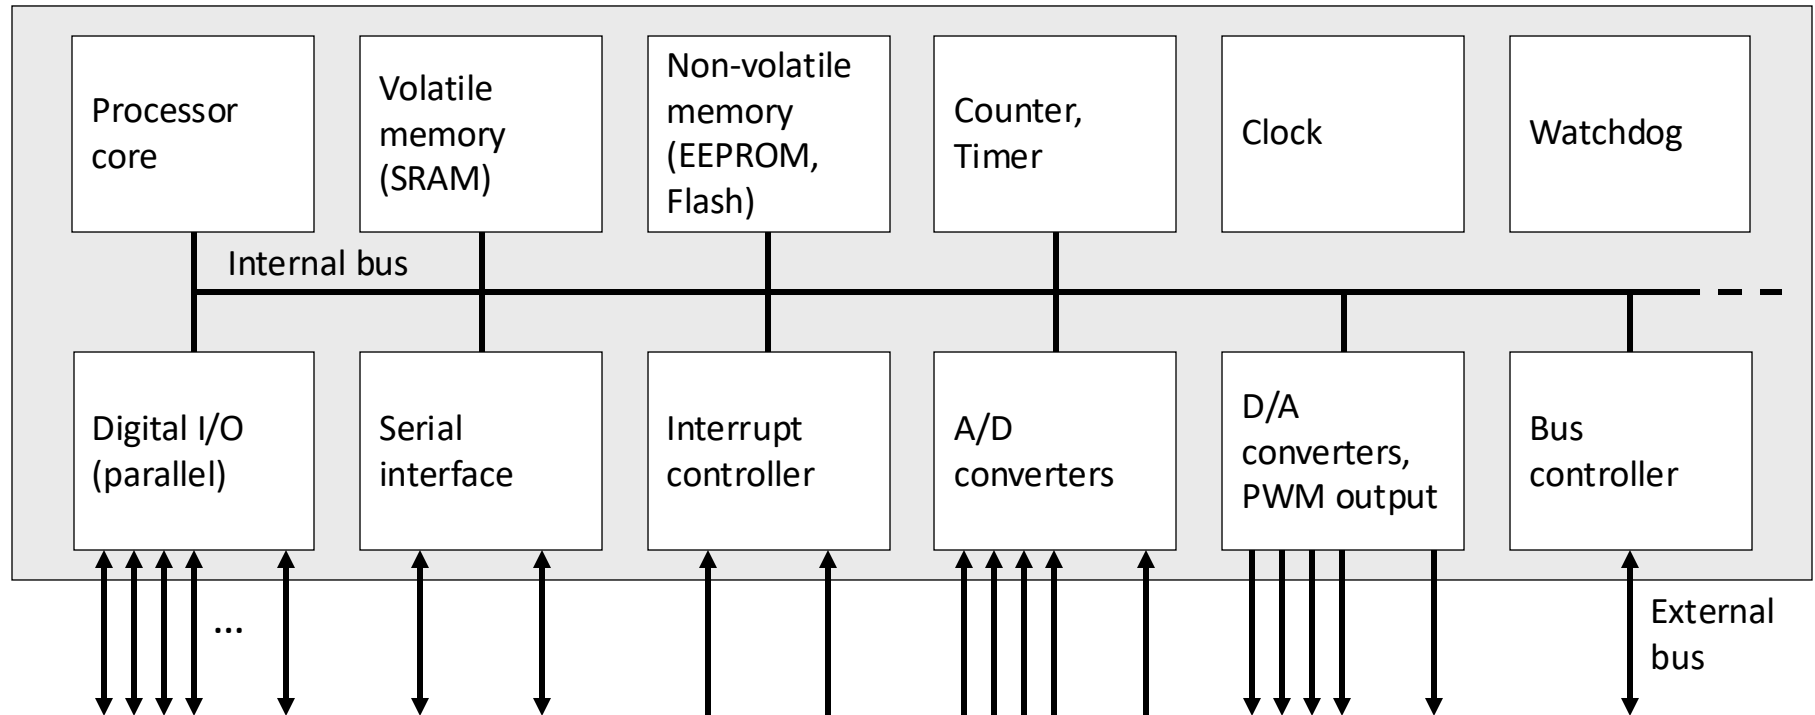 Processor
core
Volatile
memory
(SRAM)
Non-volatile
memory
(EEPROM,
Flash)
Counter,
Timer
Clock
Watchdog
Internal bus
Digital I/O
(parallel)
Serial
interface
Interrupt
controller
A/D
converters
D/A
converters,
PWM output
Bus
controller
...
External
bus